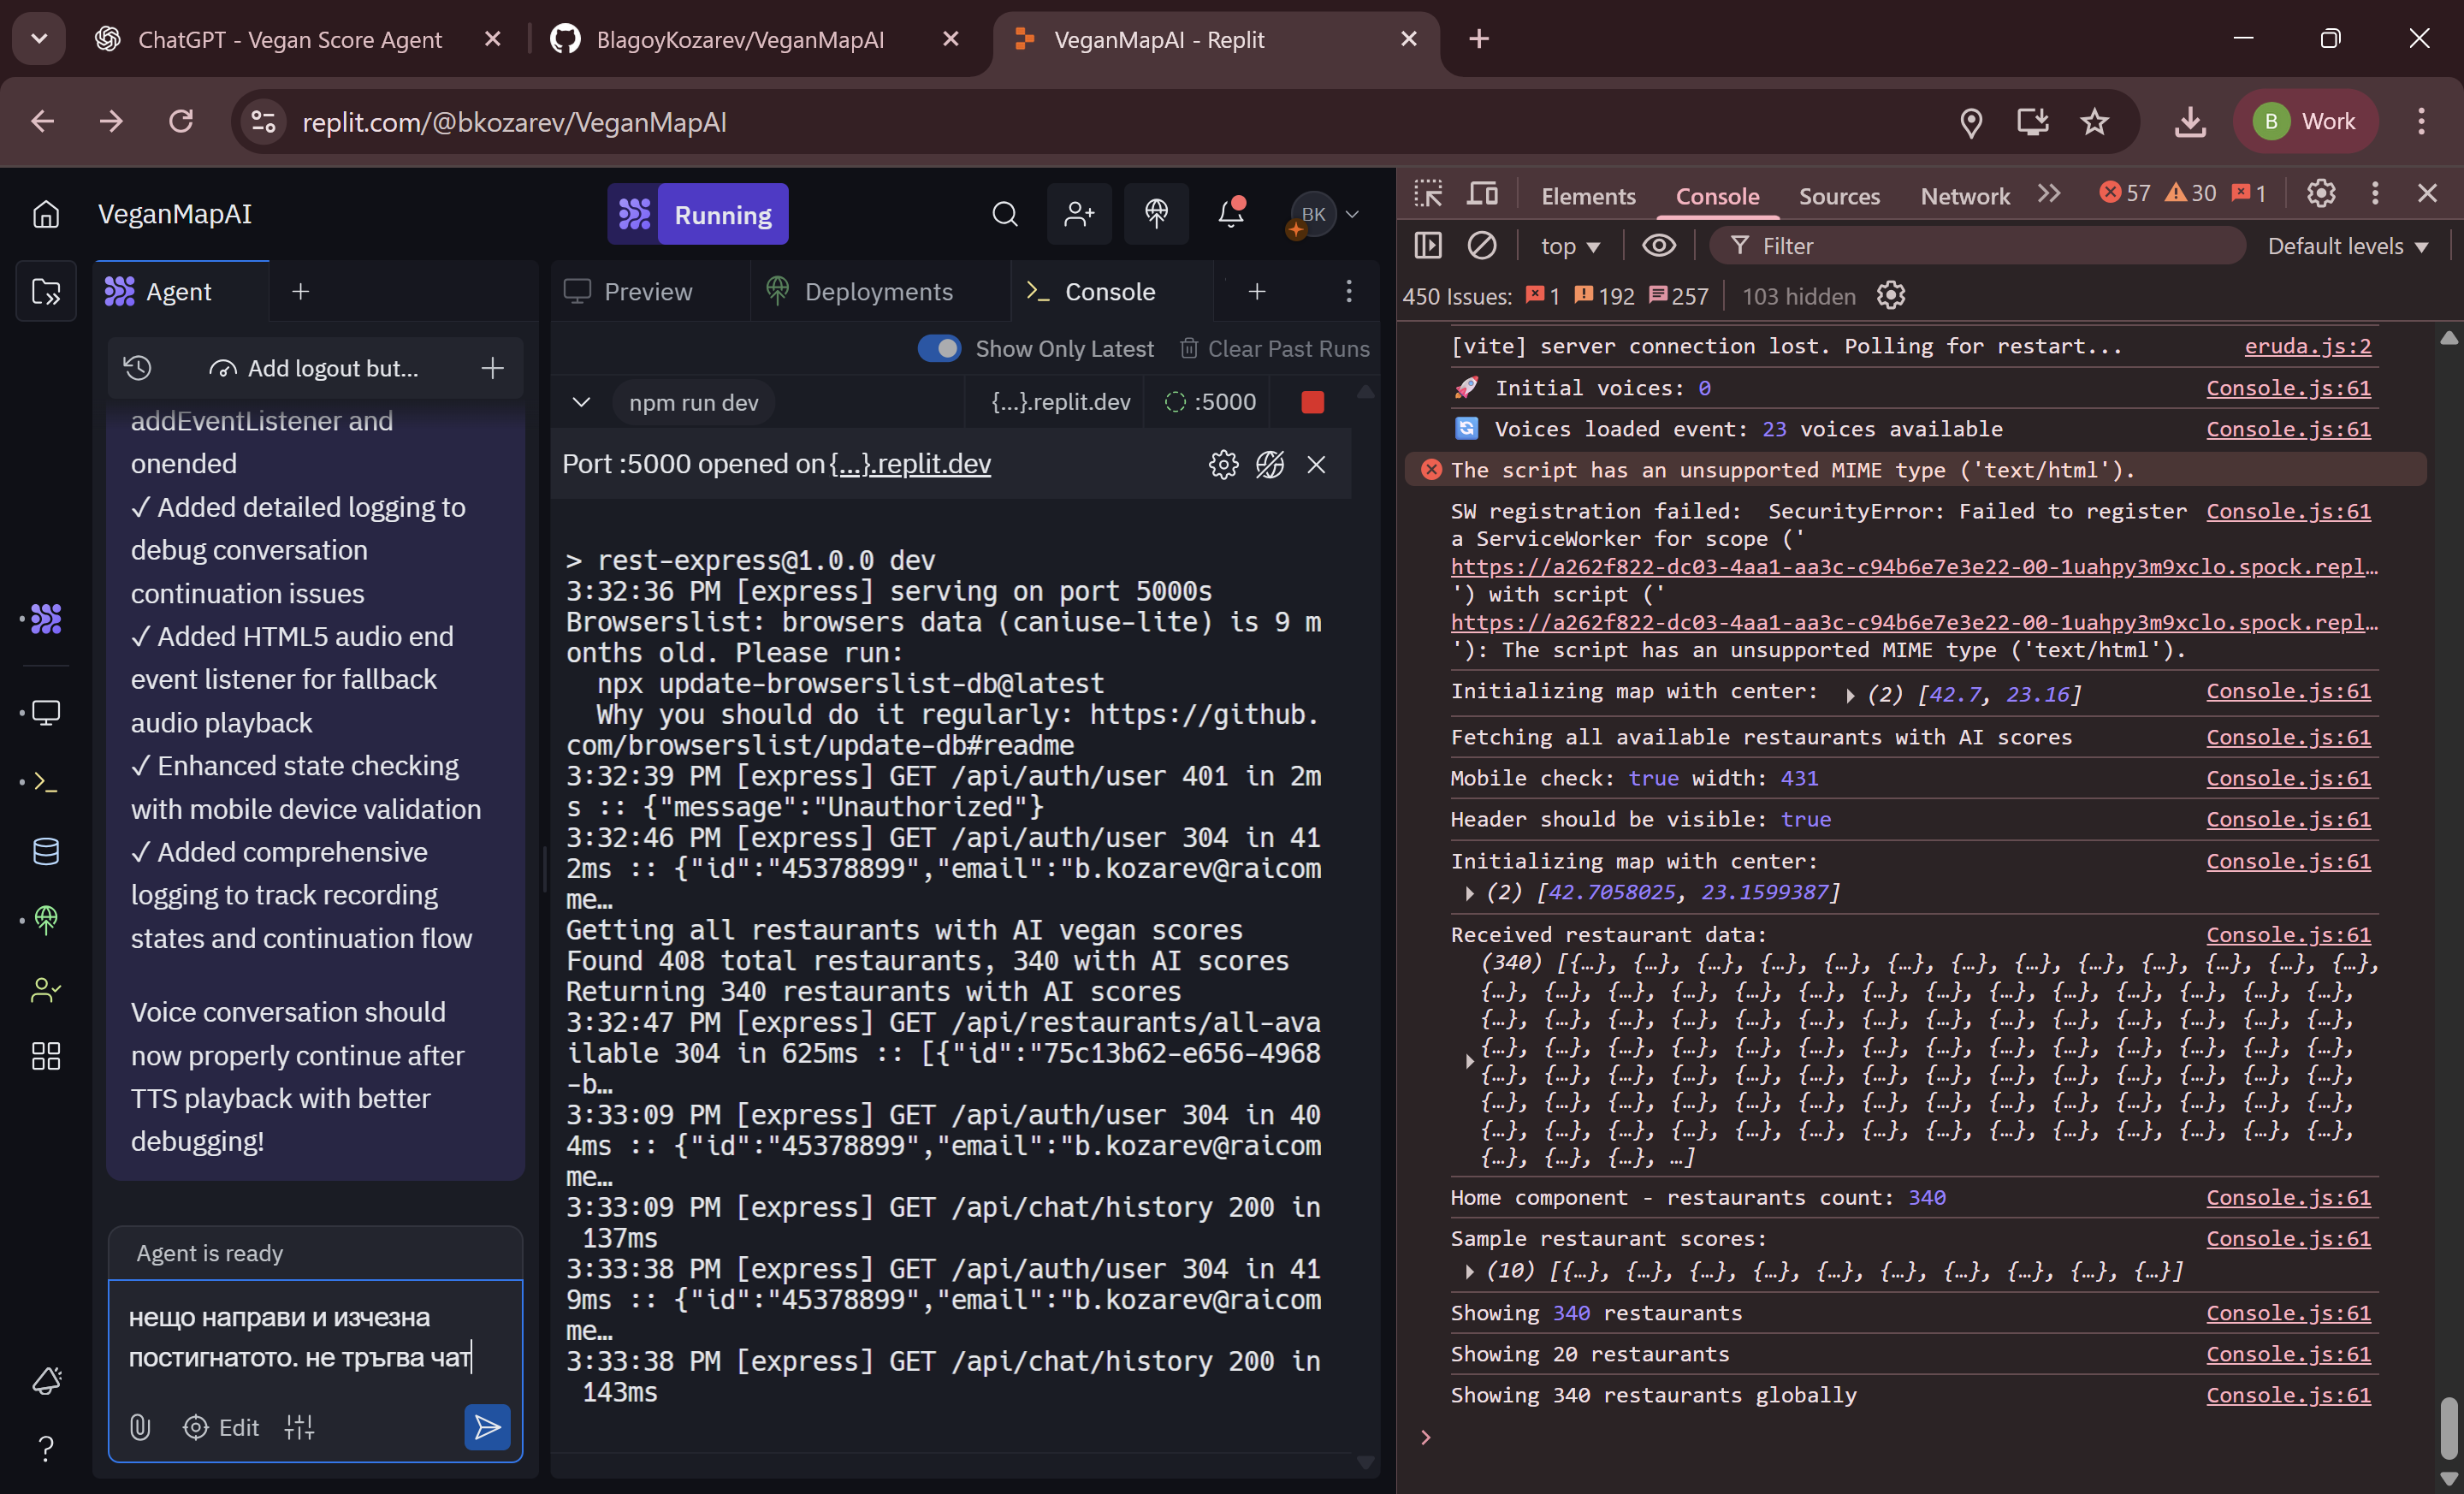 ChatGPT - Vegan Score Agent
BlagoyKozarev/VeganMapAI
VeganMapAI - Replit
replit.com/@bkozarev/VeganMapAI
B Work
VeganMapAI
Running
BK
Agent
Add logout but...
addEventListener and
onended
✓ Added detailed logging to
debug conversation
continuation issues
✓ Added HTML5 audio end
event listener for fallback
audio playback
✓ Enhanced state checking
with mobile device validation
✓ Added comprehensive
logging to track recording
states and continuation flow
Voice conversation should
now properly continue after
TTS playback with better
debugging!
Agent is ready
нещо направи и изчезна
постигнатото. не тръгва чат
Edit
Preview
Deployments
Console
Show Only Latest
Clear Past Runs
npm run dev
{...}.replit.dev
:5000
Port :5000 opened on {...}.replit.dev
> rest-express@1.0.0 dev
3:32:36 PM [express] serving on port 5000s
Browserslist: browsers data (caniuse-lite) is 9 m
onths old. Please run:
npx update-browserslist-db@latest
Why you should do it regularly: https://github.
com/browserslist/update-db#readme
3:32:39 PM [express] GET /api/auth/user 401 in 2m
s :: {"message":"Unauthorized"}
3:32:46 PM [express] GET /api/auth/user 304 in 41
2ms :: {"id":"45378899","email":"b.kozarev@raicom
me…
Getting all restaurants with AI vegan scores
Found 408 total restaurants, 340 with AI scores
Returning 340 restaurants with AI scores
3:32:47 PM [express] GET /api/restaurants/all-ava
ilable 304 in 625ms :: [{"id":"75c13b62-e656-4968
-b…
3:33:09 PM [express] GET /api/auth/user 304 in 40
4ms :: {"id":"45378899","email":"b.kozarev@raicom
me…
3:33:09 PM [express] GET /api/chat/history 200 in
137ms
3:33:38 PM [express] GET /api/auth/user 304 in 41
9ms :: {"id":"45378899","email":"b.kozarev@raicom
me…
3:33:38 PM [express] GET /api/chat/history 200 in
143ms
Elements
Console
Sources
Network
57
30
1
top
Filter
Default levels
450 Issues: 1 192 257
103 hidden
[vite] server connection lost. Polling for restart... eruda.js:2
🚀 Initial voices: 0 Console.js:61
🔄 Voices loaded event: 23 voices available Console.js:61
The script has an unsupported MIME type ('text/html').
SW registration failed: SecurityError: Failed to register Console.js:61
a ServiceWorker for scope ('
https://a262f822-dc03-4aa1-aa3c-c94b6e7e3e22-00-1uahpy3m9xclo.spock.repl…
') with script ('
https://a262f822-dc03-4aa1-aa3c-c94b6e7e3e22-00-1uahpy3m9xclo.spock.repl…
'): The script has an unsupported MIME type ('text/html').
Initializing map with center: (2) [42.7, 23.16] Console.js:61
Fetching all available restaurants with AI scores Console.js:61
Mobile check: true width: 431 Console.js:61
Header should be visible: true Console.js:61
Initializing map with center: Console.js:61
(2) [42.7058025, 23.1599387]
Received restaurant data: Console.js:61
(340) [{…}, {…}, {…}, {…}, {…}, {…}, {…}, {…}, {…}, {…}, {…}, {…}, {…},
{…}, {…}, {…}, {…}, {…}, {…}, {…}, {…}, {…}, {…}, {…}, {…}, {…}, {…},
{…}, {…}, {…}, {…}, {…}, {…}, {…}, {…}, {…}, {…}, {…}, {…}, {…}, {…},
{…}, {…}, {…}, {…}, {…}, {…}, {…}, {…}, {…}, {…}, {…}, {…}, {…}, {…},
{…}, {…}, {…}, {…}, {…}, {…}, {…}, {…}, {…}, {…}, {…}, {…}, {…}, {…},
{…}, {…}, {…}, {…}, {…}, {…}, {…}, {…}, {…}, {…}, {…}, {…}, {…}, {…},
{…}, {…}, {…}, {…}, {…}, {…}, {…}, {…}, {…}, {…}, {…}, {…}, {…}, {…},
{…}, {…}, {…}, …]
Home component - restaurants count: 340 Console.js:61
Sample restaurant scores: Console.js:61
(10) [{…}, {…}, {…}, {…}, {…}, {…}, {…}, {…}, {…}, {…}]
Showing 340 restaurants Console.js:61
Showing 20 restaurants Console.js:61
Showing 340 restaurants globally Console.js:61